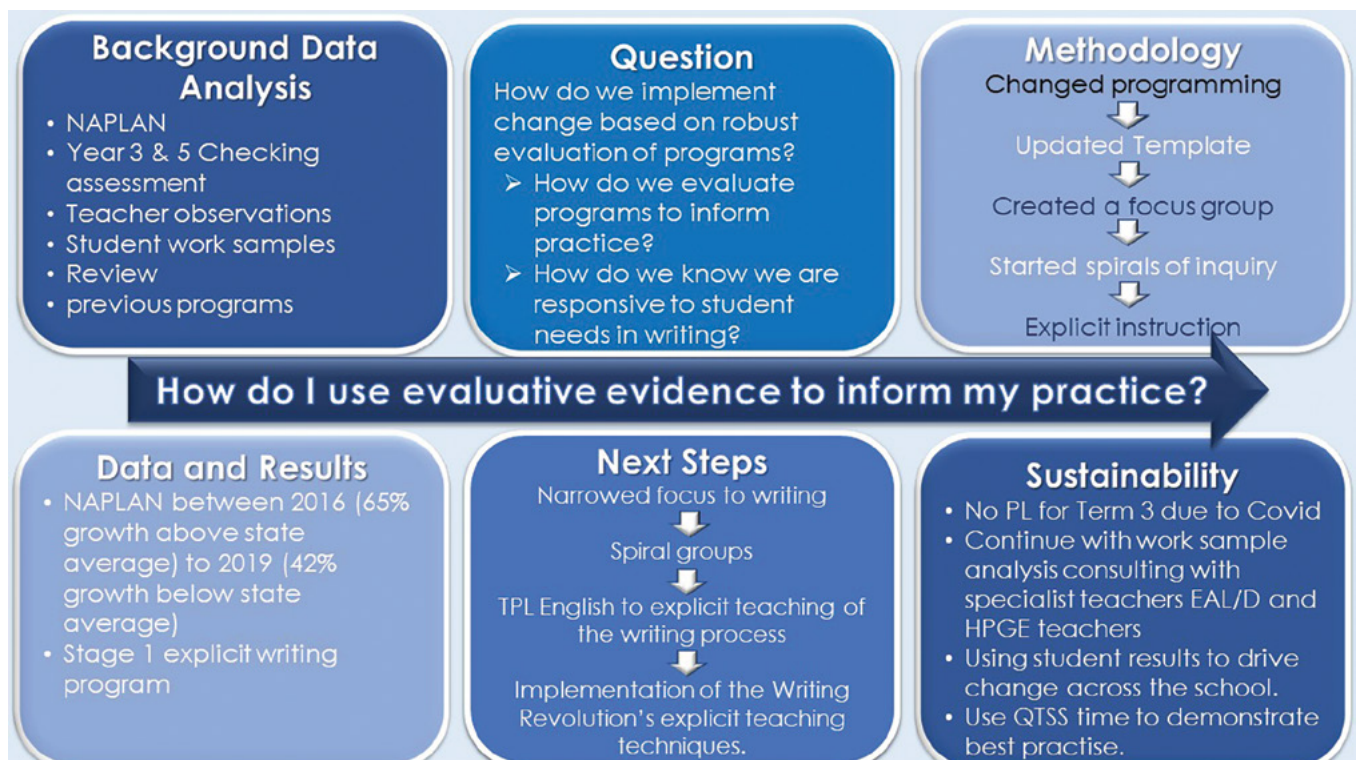 Background Data
Analysis
• NAPLAN
• Year 3 & 5 Checking
assessment
• Teacher observations
• Student work samples
• Review
• previous programs
Question
How do we implement
change based on robust
evaluation of programs?
➢ How do we evaluate
programs to inform
practice?
➢ How do we know we are
responsive to student
needs in writing?
Methodology
Changed programming
Updated Template
Created a focus group
Started spirals of inquiry
Explicit instruction
How do I use evaluative evidence to inform my practice?
Data and Results
• NAPLAN between 2016 (65%
growth above state
average) to 2019 (42%
growth below state
average)
• Stage 1 explicit writing
program
Next Steps
Narrowed focus to writing
Spiral groups
TPL English to explicit teaching of
the writing process
Implementation of the Writing
Revolution's explicit teaching
techniques.
Sustainability
• No PL for Term 3 due to Covid
• Continue with work sample
analysis consulting with
specialist teachers EAL/D and
HPGE teachers
• Using student results to drive
change across the school.
• Use QTSS time to demonstrate
best practise.